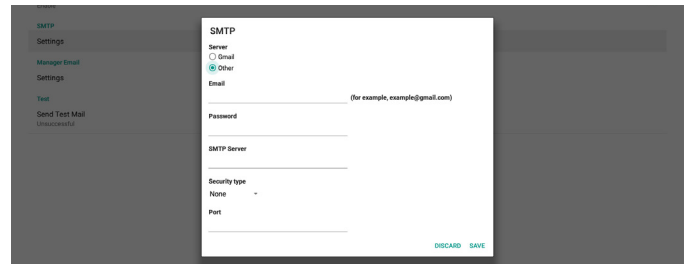 Enable
SMTP
Settings
Manager Email
Settings
Test
Send Test Mail
Unsuccessful
SMTP
Server
Gmail
Other
Email
(for example, example@gmail.com)
Password
SMTP Server
Security type
None
Port
DISCARD SAVE